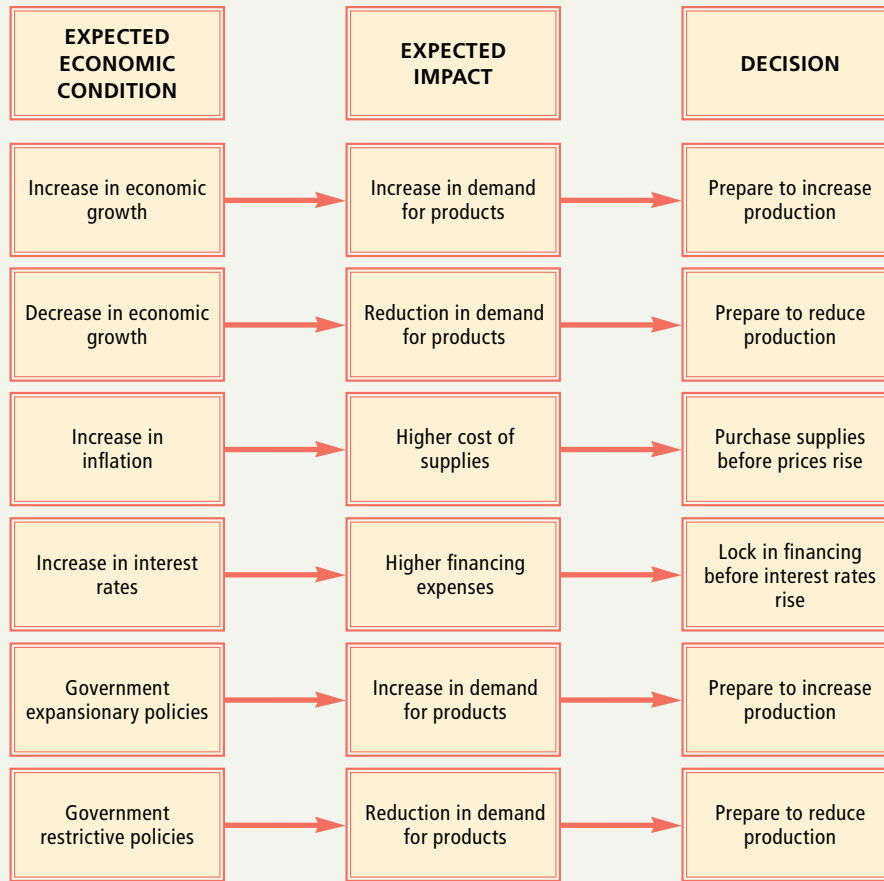 EXPECTED
ECONOMIC
CONDITION
EXPECTED
IMPACT
DECISION
Increase in economic
growth
Increase in demand
for products
Prepare to increase
production
Decrease in economic
growth
Reduction in demand
for products
Prepare to reduce
production
Increase in
inflation
Higher cost of
supplies
Purchase supplies
before prices rise
Increase in interest
rates
Higher financing
expenses
Lock in financing
before interest rates
rise
Government
expansionary policies
Increase in demand
for products
Prepare to increase
production
Government
restrictive policies
Reduction in demand
for products
Prepare to reduce
production